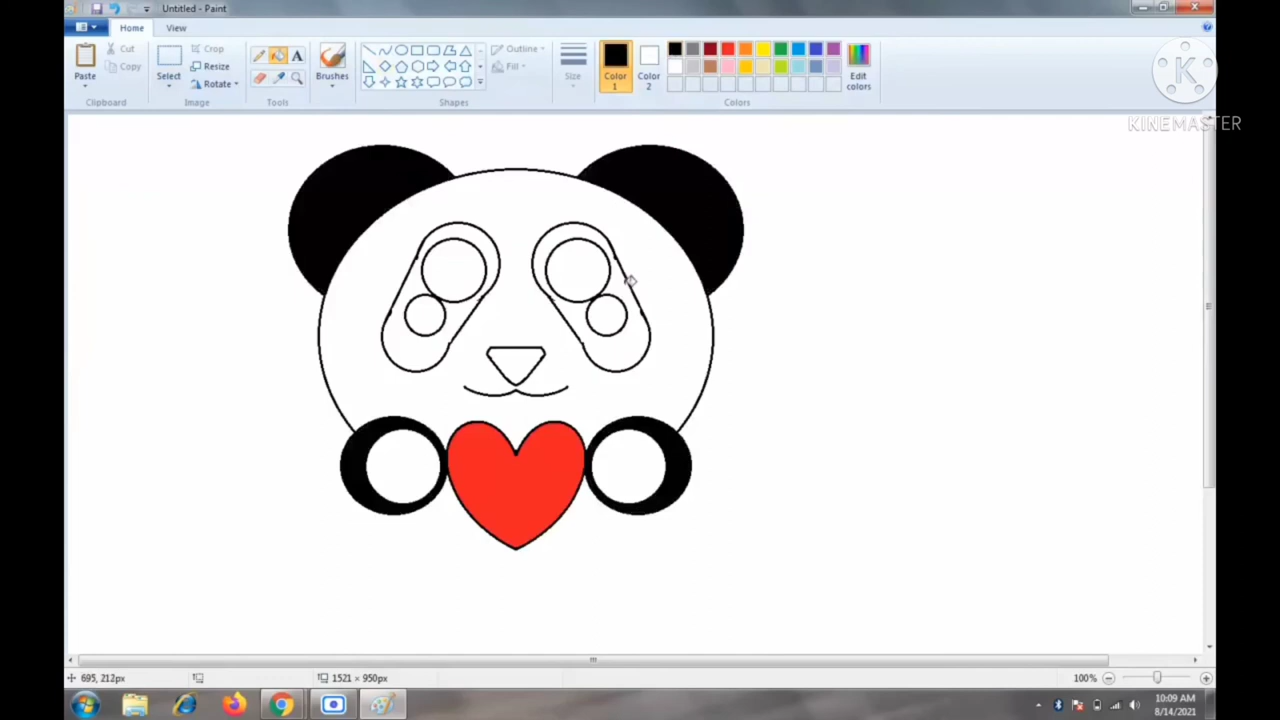 Untitled - Paint
Home View
Paste
Cut
Copy
Clipboard
Select
Crop
Resize
Rotate
Image
A
Tools
Brushes
Outline
Fill
Shapes
Size
Color 1
Color 2
Edit colors
Colors
K
KINEMASTER
695, 212px
1521 × 950px
100%
10:09 AM
8/14/2021